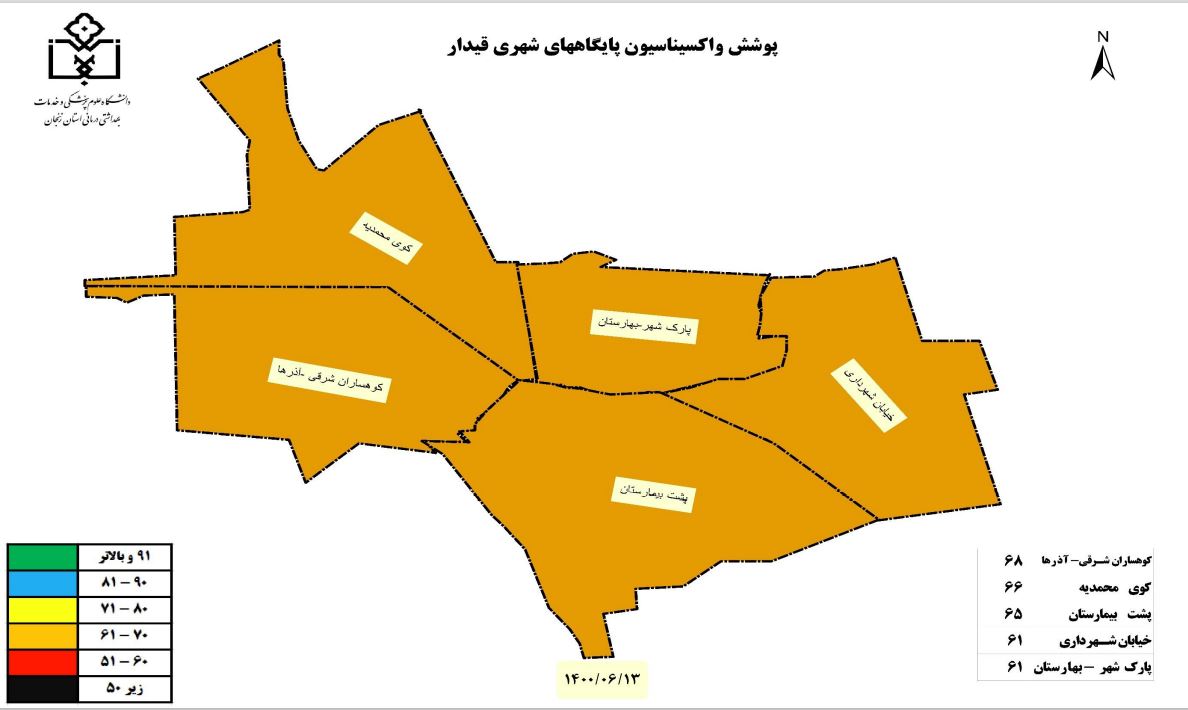 پوشش واکسیناسیون پایگاههای شهری قیدار
دانشگاه علوم پزشکی و خدمات
بهداشتی درمانی استان زنجان
N
کوی محمدیه
پارک شهر-بهارستان
کوهساران شرقی -اذرها
خیابان شهرداری
پشت بیمارستان
۹۱ و بالاتر
۸۱ – ۹۰
۷۱ – ۸۰
۶۱ – ۷۰
۵۱ – ۶۰
زیر ۵۰
کوهساران شرقی – آذرها ۶۸
کوی محمدیه ۶۶
پشت بیمارستان ۶۵
خیابان شهرداری ۶۱
پارک شهر – بهارستان ۶۱
۱۴۰۰/۰۶/۱۳